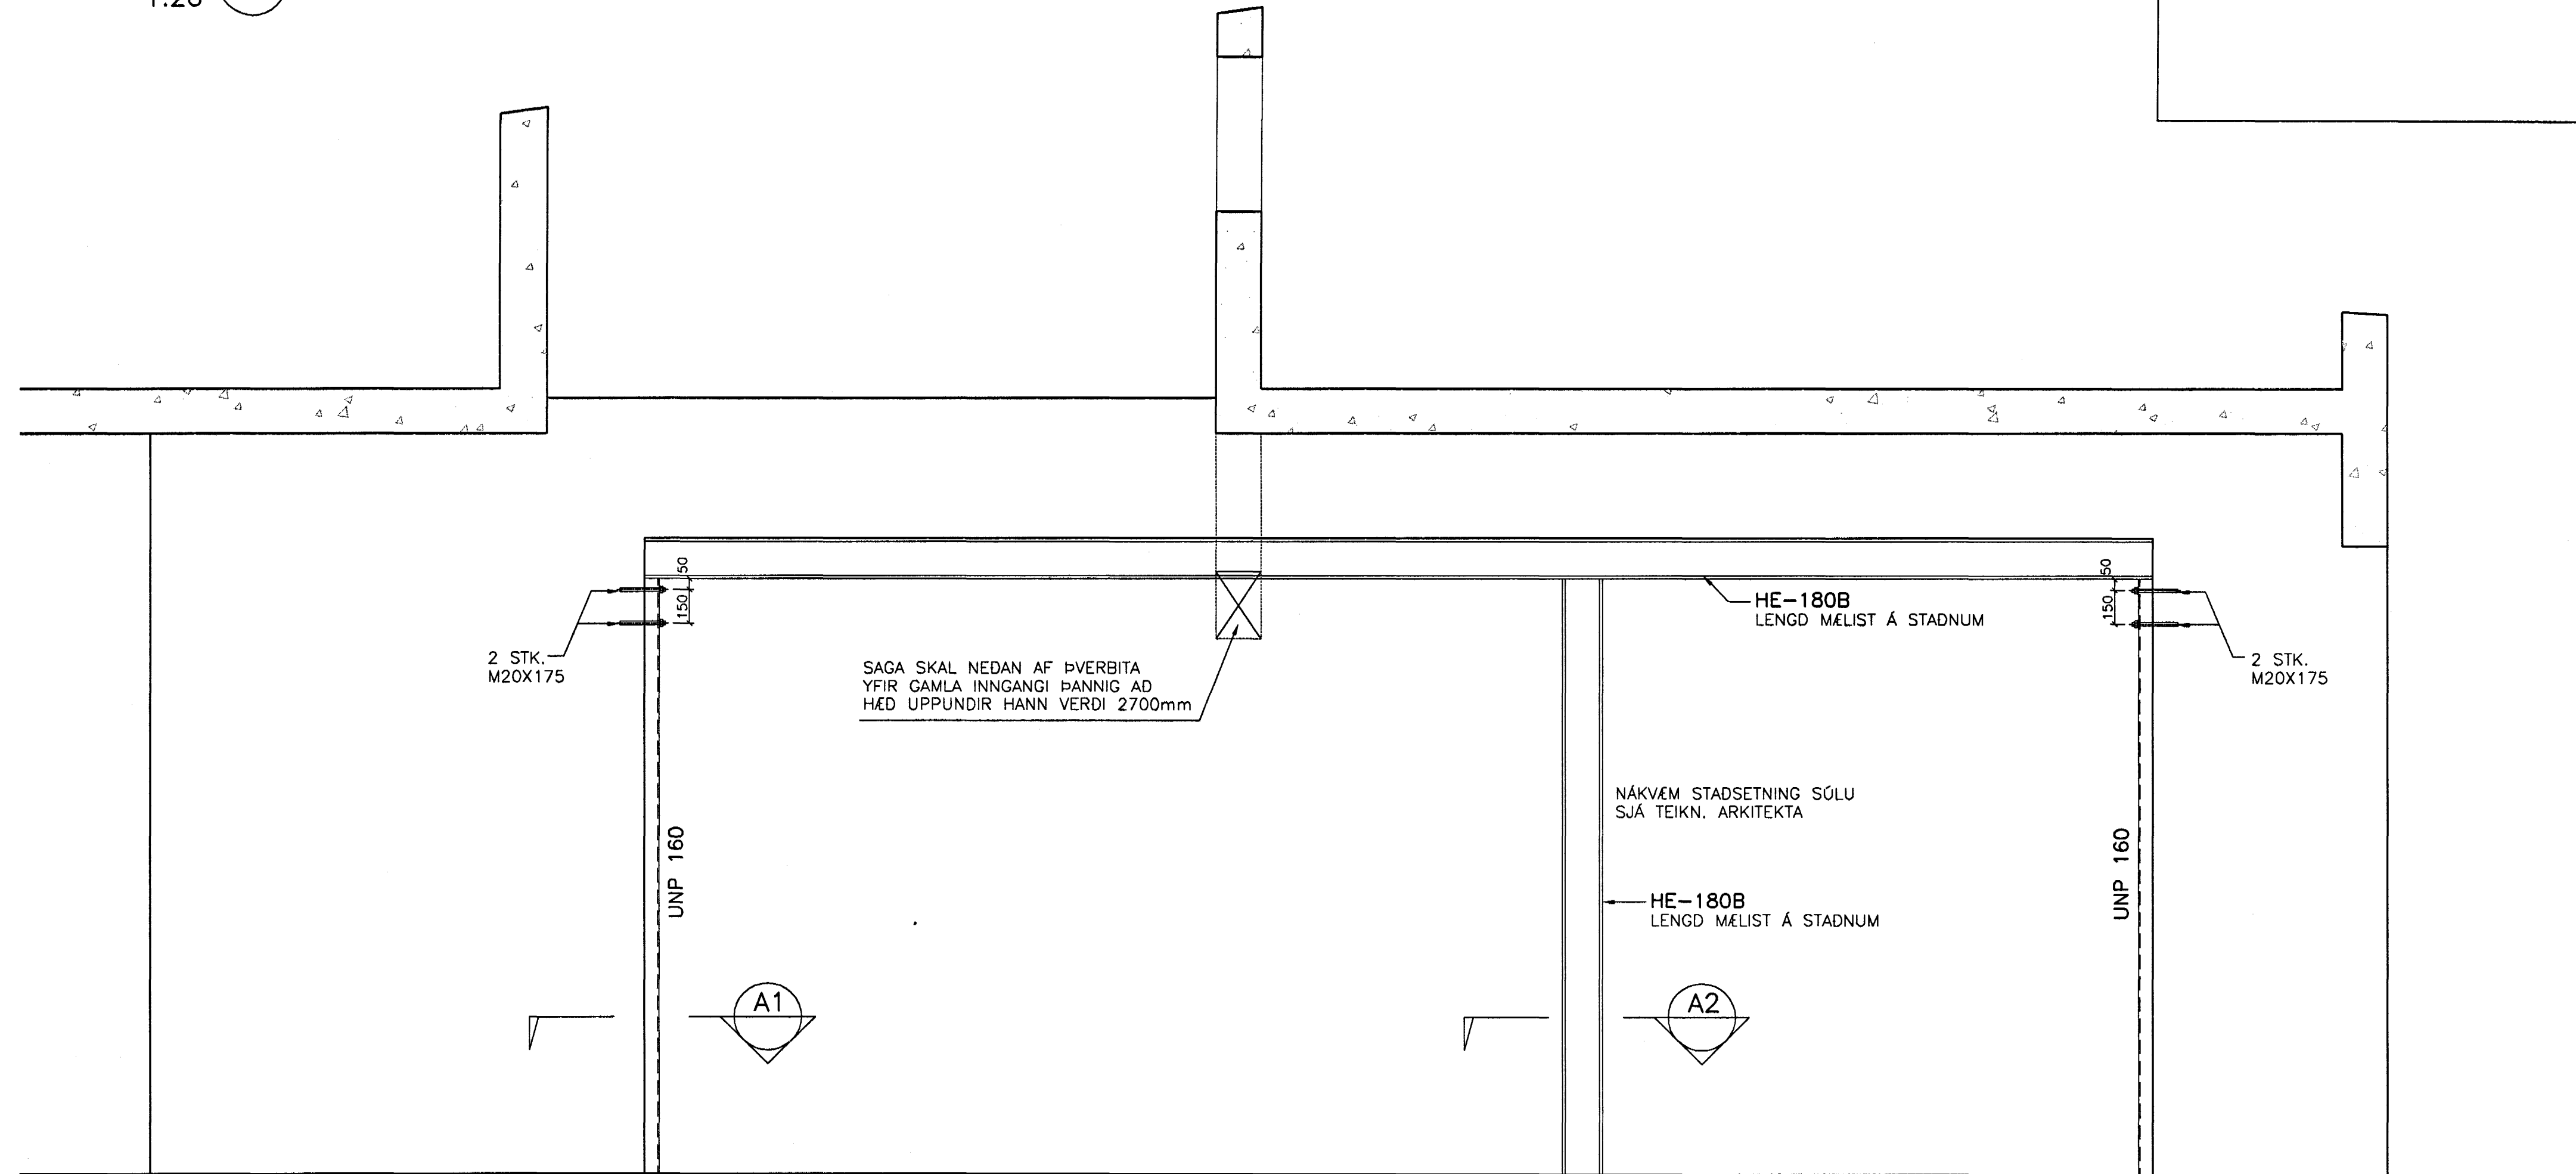 50
150
2 STK.
M20X175
SAGA SKAL NEDAN AF ÞVERBITA
YFIR GAMLA INNGANGI ÞANNIG AD
HÆD UPPUNDIR HANN VERDI 2700mm
HE-180B
LENGD MÆLIST Á STADNUM
50
150
2 STK.
M20X175
NÁKVÆM STADSETNING SÚLU
SJÁ TEIKN. ARKITEKTA
UNP 160
UNP 160
HE-180B
LENGD MÆLIST Á STADNUM
A1
A2